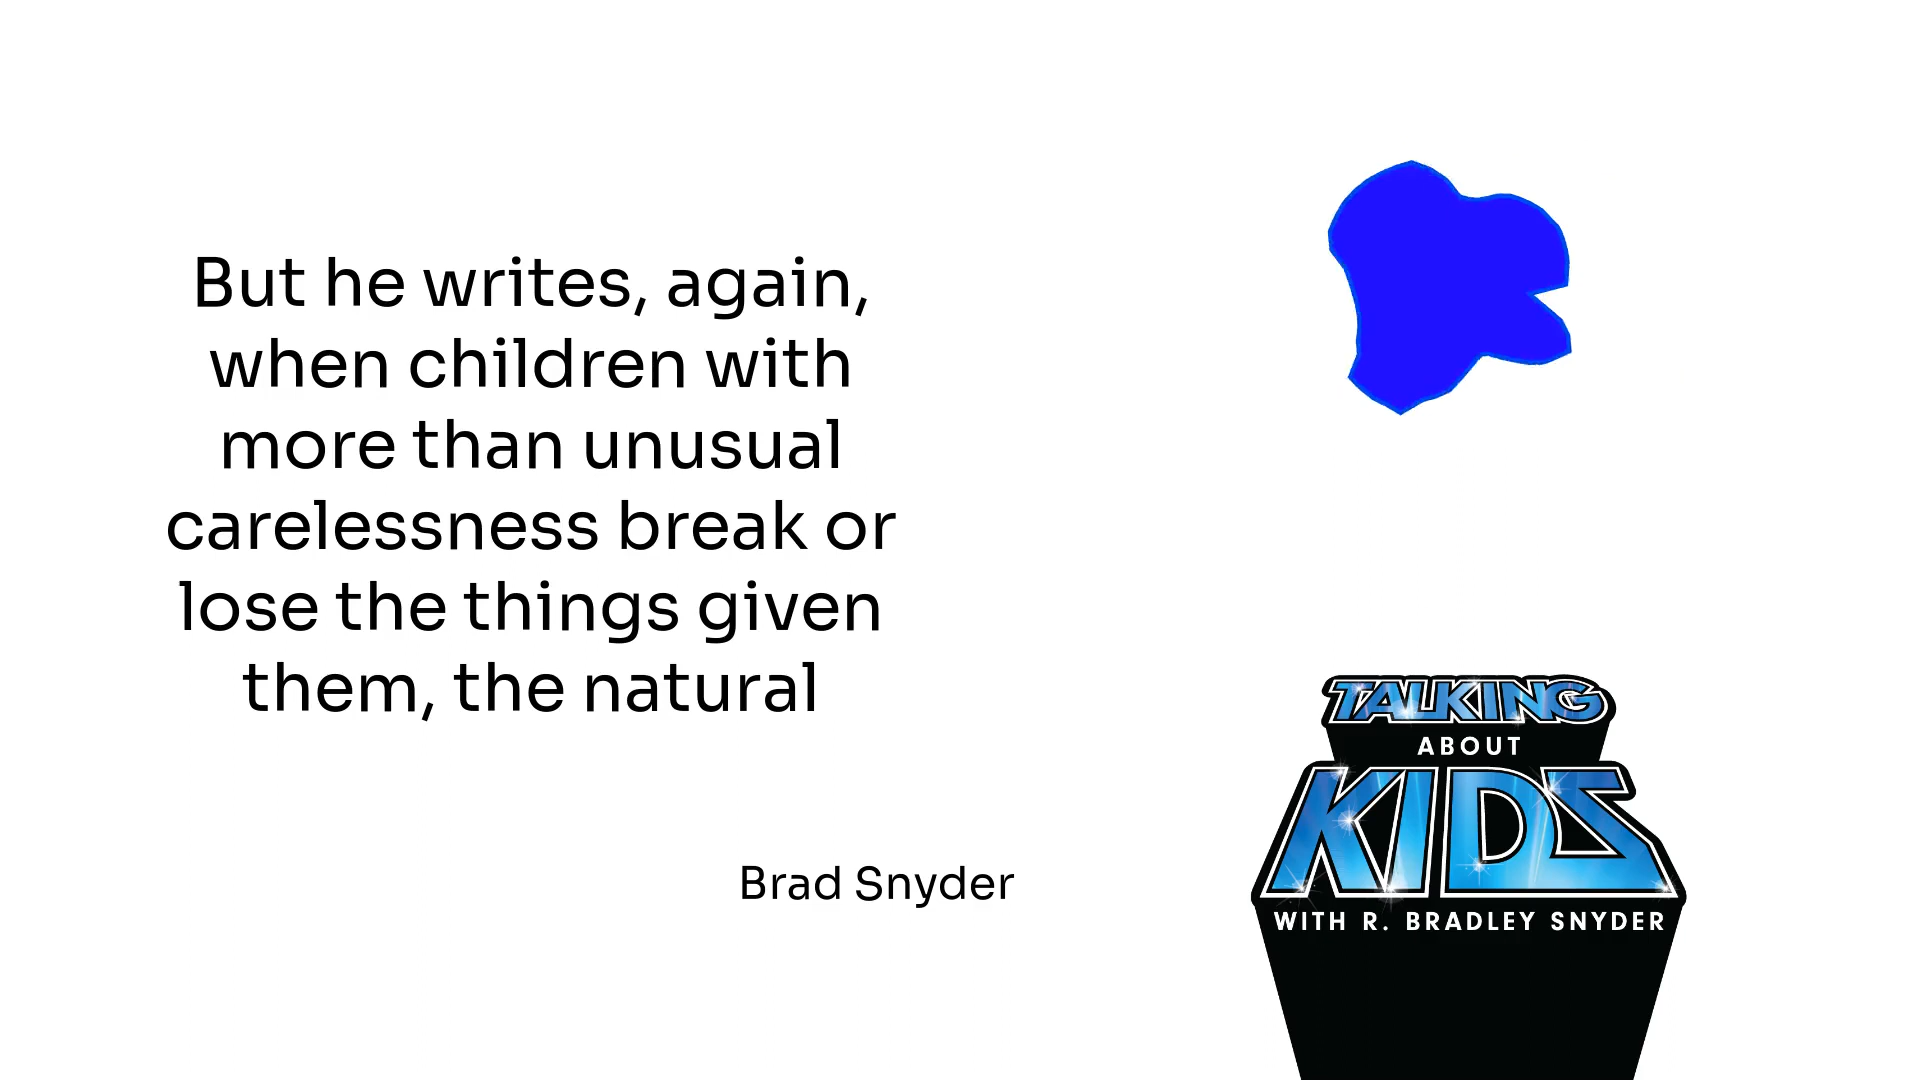 But he writes, again,
when children with
more than unusual
carelessness break or
lose the things given
them, the natural
Brad Snyder
TALKING
ABOUT
KIDS
WITH R. BRADLEY SNYDER